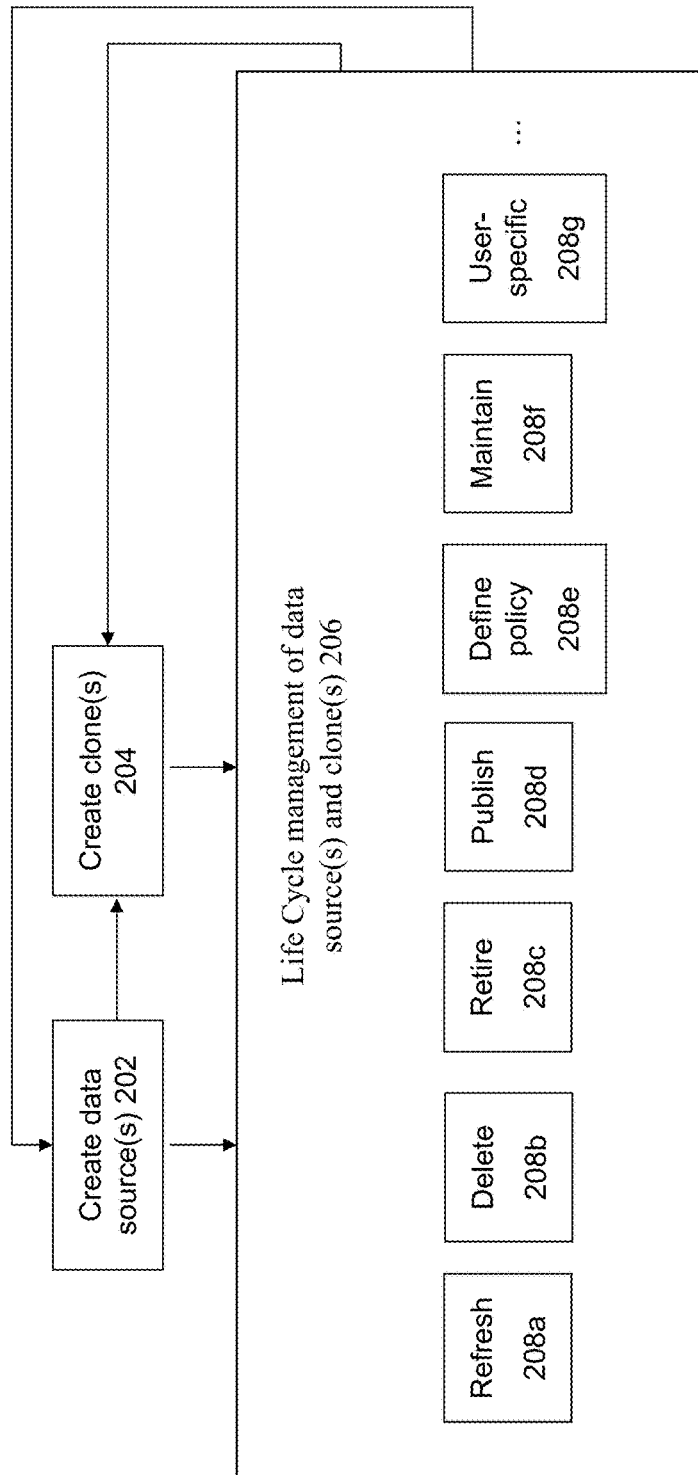 Create data
source(s) 202
Create clone(s)
204
Life Cycle management of data
source(s) and clone(s) 206
Refresh
208a
Delete
208b
Retire
208c
Publish
208d
Define
policy
208e
Maintain
208f
User-
specific
208g
...